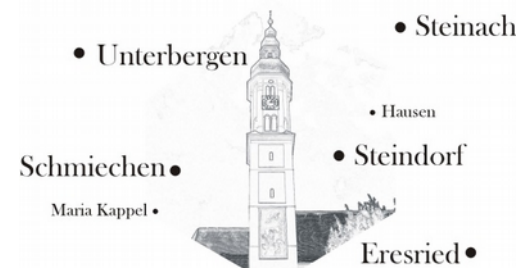 Steinach
Unterbergen
Hausen
Steindorf
Schmiechen
Maria Kappel
Eresried